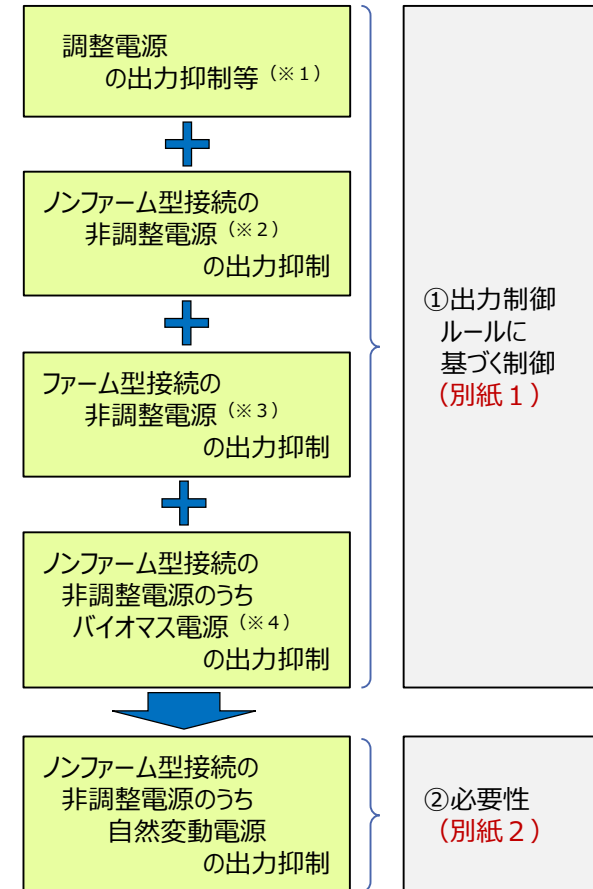 調整電源
の出力抑制等（※１）
ノンファーム型接続の
非調整電源（※２）
の出力抑制
ファーム型接続の
非調整電源（※３）
の出力抑制
ノンファーム型接続の
非調整電源のうち
バイオマス電源（※４）
の出力抑制
①出力制御
ルールに
基づく制御
（別紙１）
ノンファーム型接続の
非調整電源のうち
自然変動電源
の出力抑制
②必要性
（別紙２）